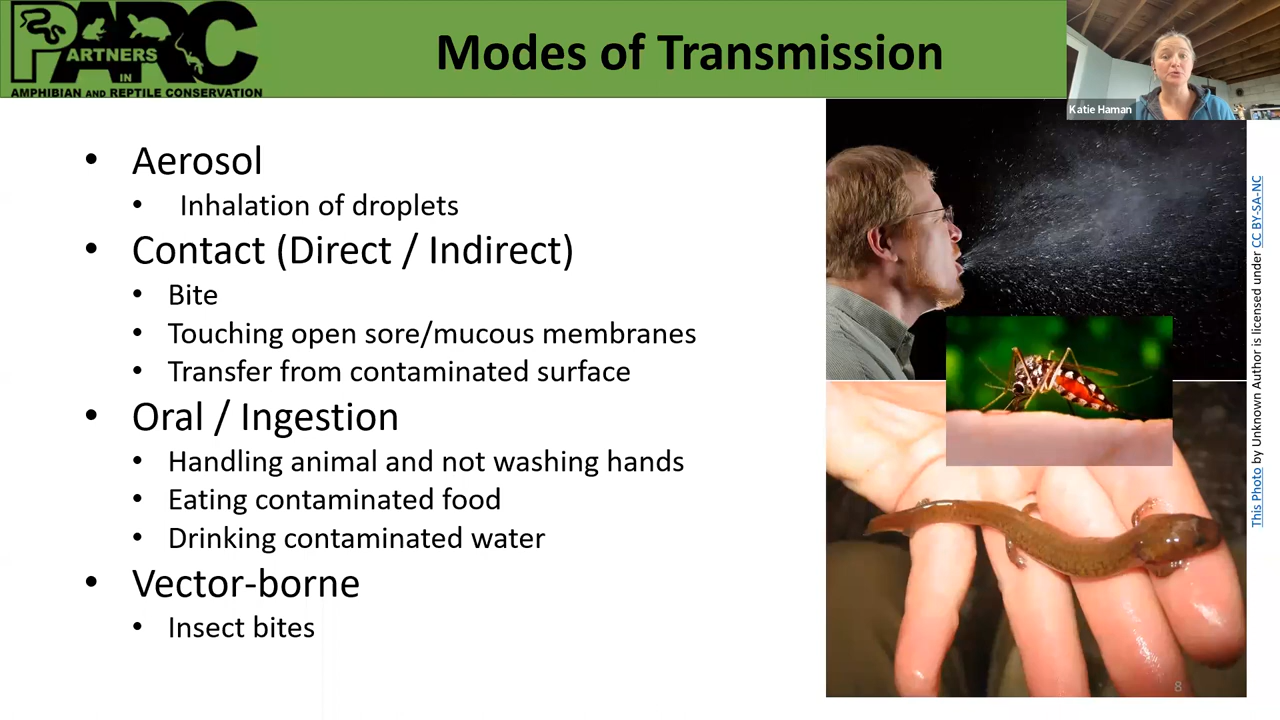 PARC
ARTNERS
IN
AMPHIBIAN AND REPTILE CONSERVATION
Modes of Transmission
Katie Haman
• Aerosol
• Inhalation of droplets
• Contact (Direct / Indirect)
• Bite
• Touching open sore/mucous membranes
• Transfer from contaminated surface
• Oral / Ingestion
• Handling animal and not washing hands
• Eating contaminated food
• Drinking contaminated water
• Vector-borne
• Insect bites
This Photo by Unknown Author is licensed under CC BY-SA-NC
8